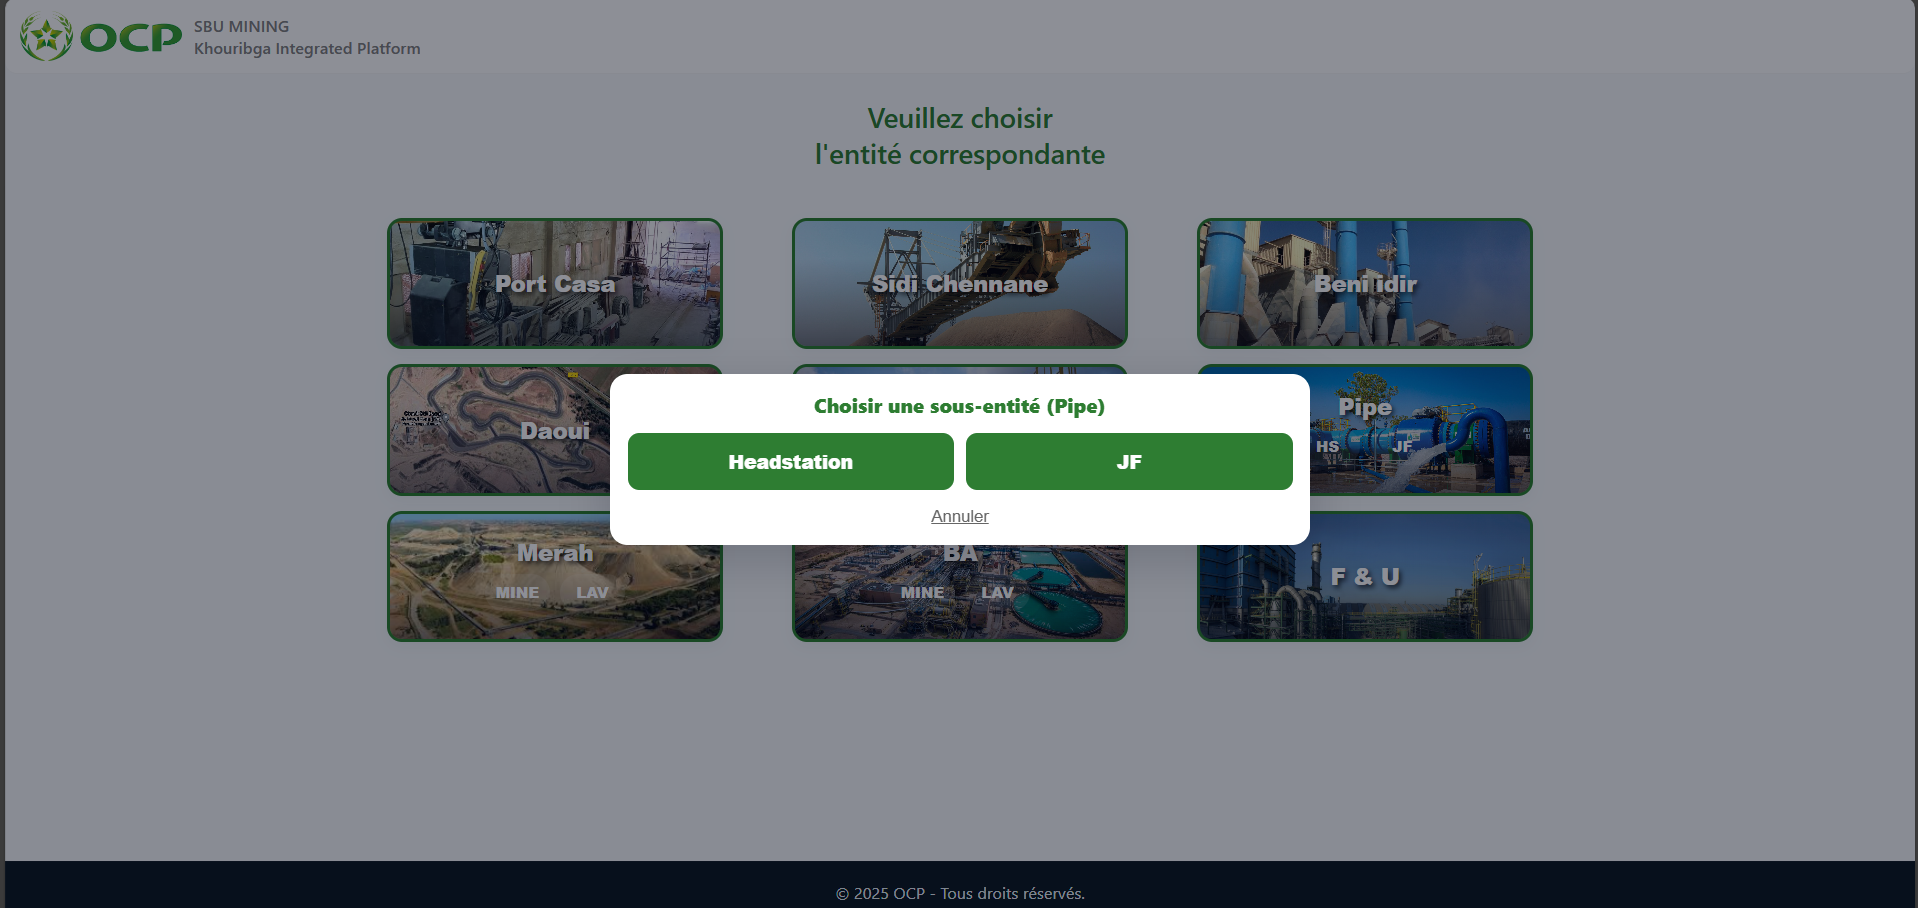 OCP
SBU MINING
Khouribga Integrated Platform
Veuillez choisir
l'entité correspondante
Port Casa
Sidi Chennane
Beni idir
Daoui
Pipe
HS JF
Choisir une sous-entité (Pipe)
Headstation
JF
Annuler
Merah
MINE LAV
BA
MINE LAV
F & U
© 2025 OCP - Tous droits réservés.